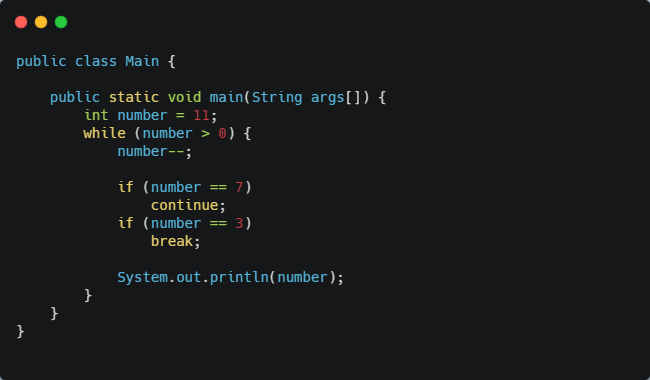 public class Main {
    public static void main(String args[]) {
        int number = 11;
        while (number > 0) {
            number--;
            if (number == 7)
                continue;
            if (number == 3)
                break;
            System.out.println(number);
        }
    }
}